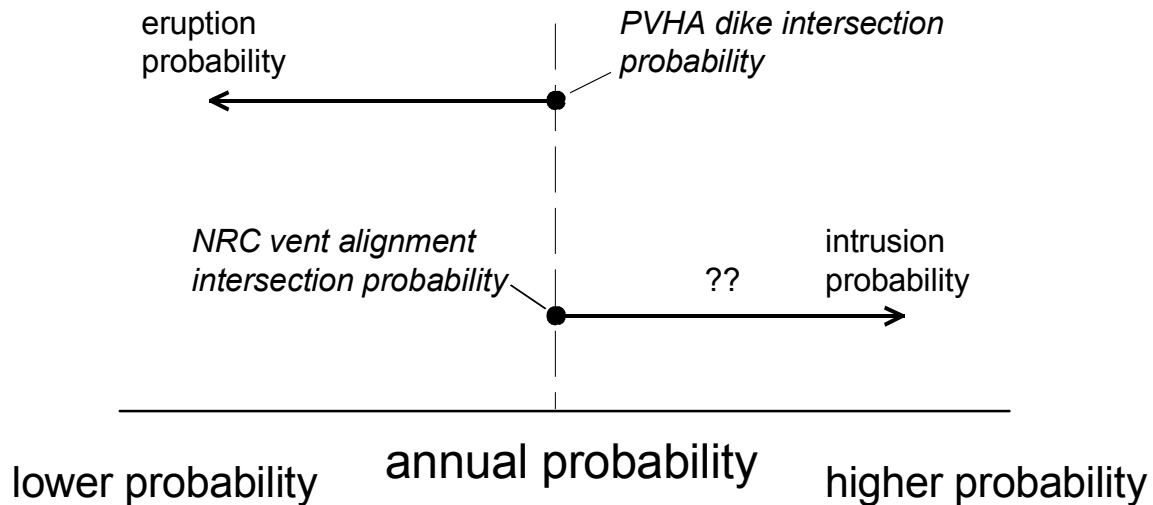 eruption
probability
PVHA dike intersection
probability
NRC vent alignment
intersection probability
??
intrusion
probability
lower probability
annual probability
higher probability